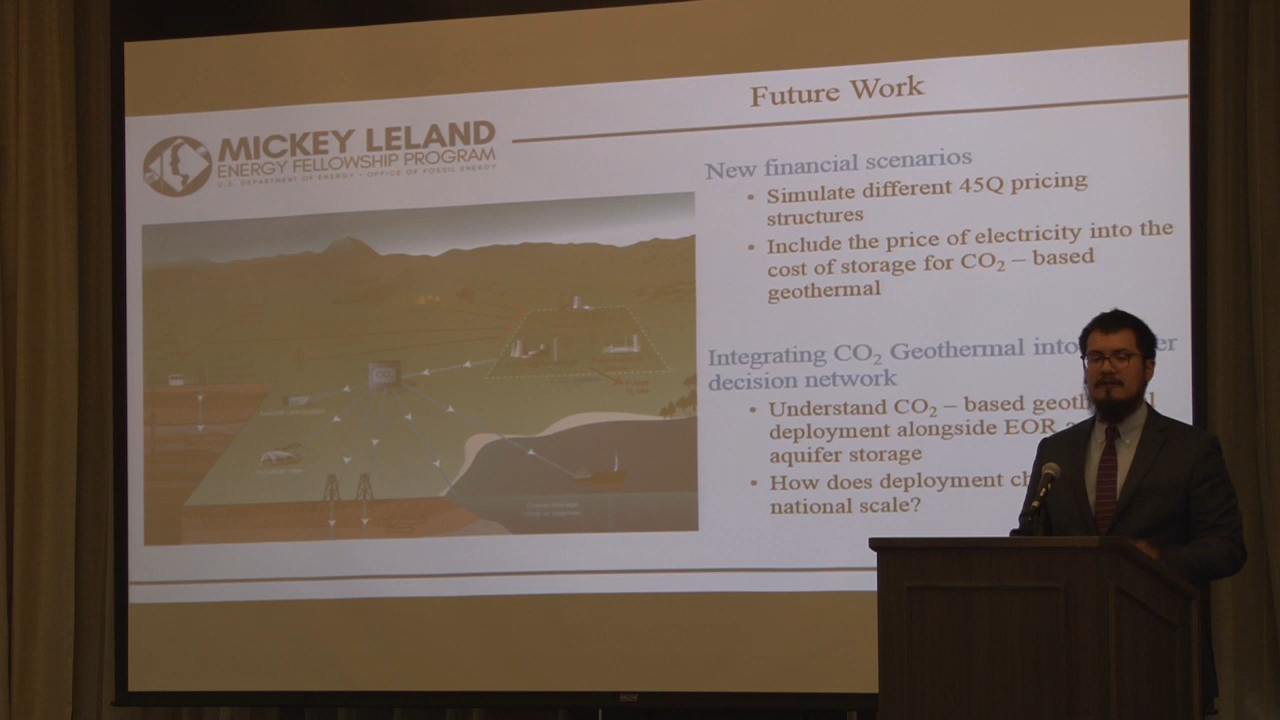 Future Work
MICKEY LELAND
ENERGY FELLOWSHIP PROGRAM
U.S. DEPARTMENT OF ENERGY • OFFICE OF FOSSIL ENERGY
New financial scenarios
• Simulate different 45Q pricing
structures
• Include the price of electricity into the
cost of storage for CO₂ – based
geothermal
Integrating CO₂ Geothermal into
decision network
• Understand CO₂ – based
deployment alongside EOR
aquifer storage
• How does deployment
national scale?